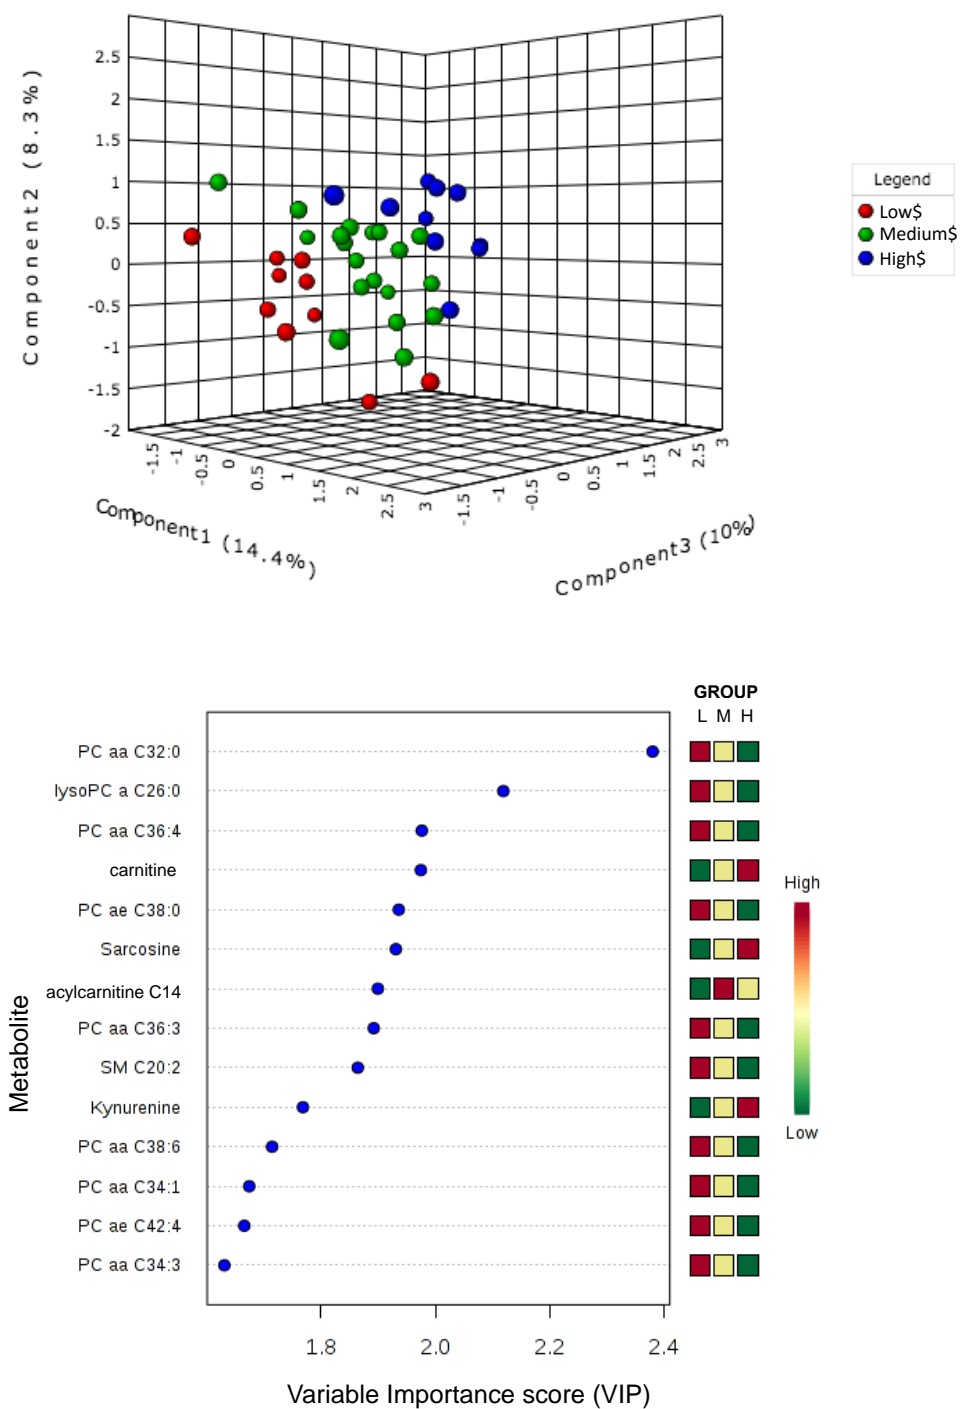 Component2 (8.3%)
2.5
2
1.5
1
0.5
0
-0.5
-1
-1.5
-2
-1.5
-1
-0.5
0
0.5
1
1.5
2
2.5
3
Component1 (14.4%)
-1.5
-1
-0.5
0
0.5
1
1.5
2
2.5
3
Component3 (10%)
Legend
Low$
Medium$
High$
GROUP
L M H
Metabolite
PC aa C32:0
lysoPC a C26:0
PC aa C36:4
carnitine
PC ae C38:0
Sarcosine
acylcarnitine C14
PC aa C36:3
SM C20:2
Kynurenine
PC aa C38:6
PC aa C34:1
PC ae C42:4
PC aa C34:3
High
Low
1.8 2.0 2.2 2.4
Variable Importance score (VIP)